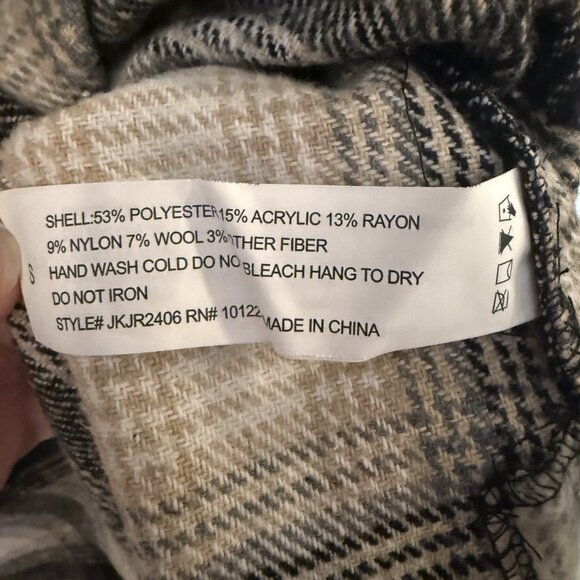 SHELL:53% POLYESTER 15% ACRYLIC 13% RAYON
9% NYLON 7% WOOL 3% OTHER FIBER
HAND WASH COLD DO NO BLEACH HANG TO DRY
DO NOT IRON
STYLE# JKJR2406 RN# 10122 MADE IN CHINA
S